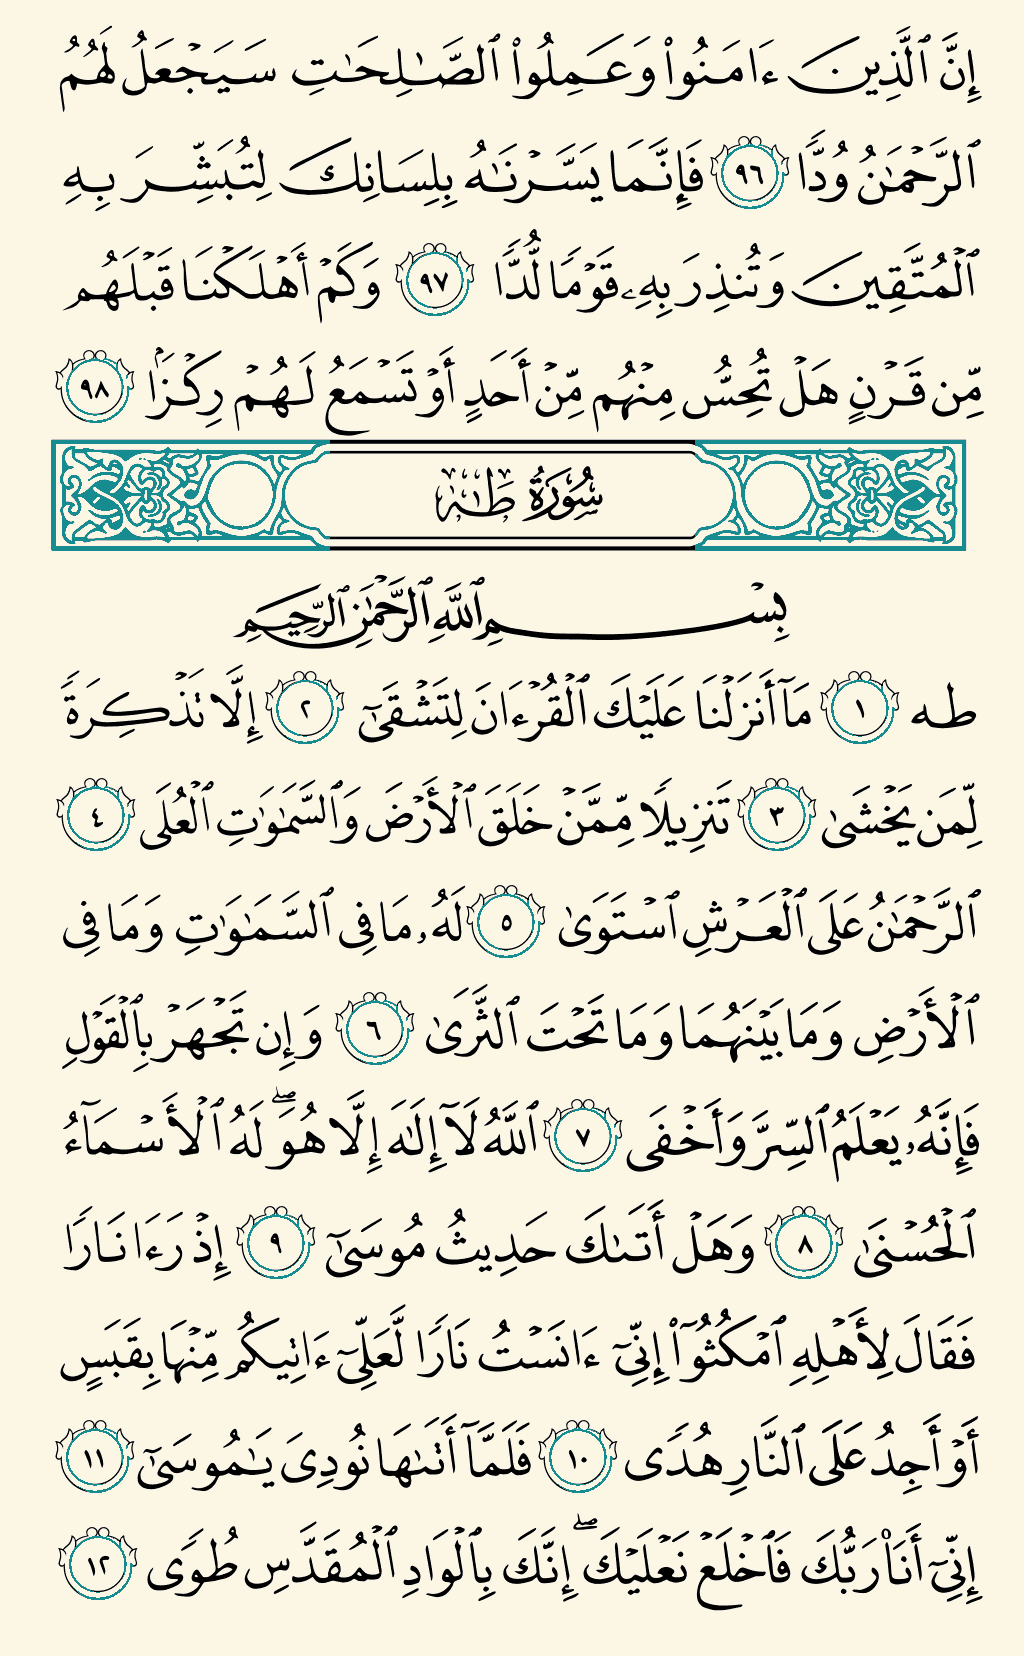 إِنَّ ٱلَّذِينَ ءَامَنُوا۟ وَعَمِلُوا۟ ٱلصَّـٰلِحَـٰتِ سَيَجْعَلُ لَهُمُ
ٱلرَّحْمَـٰنُ وُدًّا ٩٦ فَإِنَّمَا يَسَّرْنَـٰهُ بِلِسَانِكَ لِتُبَشِّرَ بِهِ
ٱلْمُتَّقِينَ وَتُنذِرَ بِهِۦ قَوْمًا لُّدًّا ٩٧ وَكَمْ أَهْلَكْنَا قَبْلَهُم
مِّن قَرْنٍ هَلْ تُحِسُّ مِنْهُم مِّنْ أَحَدٍ أَوْ تَسْمَعُ لَهُمْ رِكْزًۢا ٩٨
سُورَةُ طه
بِسْمِ ٱللَّهِ ٱلرَّحْمَـٰنِ ٱلرَّحِيمِ
طه ١ مَآ أَنزَلْنَا عَلَيْكَ ٱلْقُرْءَانَ لِتَشْقَىٰٓ ٢ إِلَّا تَذْكِرَةً
لِّمَن يَخْشَىٰ ٣ تَنزِيلًا مِّمَّنْ خَلَقَ ٱلْأَرْضَ وَٱلسَّمَـٰوَٰتِ ٱلْعُلَى ٤
ٱلرَّحْمَـٰنُ عَلَى ٱلْعَرْشِ ٱسْتَوَىٰ ٥ لَهُۥ مَا فِى ٱلسَّمَـٰوَٰتِ وَمَا فِى
ٱلْأَرْضِ وَمَا بَيْنَهُمَا وَمَا تَحْتَ ٱلثَّرَىٰ ٦ وَإِن تَجْهَرْ بِٱلْقَوْلِ
فَإِنَّهُۥ يَعْلَمُ ٱلسِّرَّ وَأَخْفَى ٧ ٱللَّهُ لَآ إِلَـٰهَ إِلَّا هُوَ ۖ لَهُ ٱلْأَسْمَآءُ
ٱلْحُسْنَىٰ ٨ وَهَلْ أَتَىٰكَ حَدِيثُ مُوسَىٰٓ ٩ إِذْ رَءَا نَارًا
فَقَالَ لِأَهْلِهِ ٱمْكُثُوٓا۟ إِنِّىٓ ءَانَسْتُ نَارًا لَّعَلِّىٓ ءَاتِيكُم مِّنْهَا بِقَبَسٍ
أَوْ أَجِدُ عَلَى ٱلنَّارِ هُدًى ١٠ فَلَمَّآ أَتَىٰهَا نُودِىَ يَـٰمُوسَىٰٓ ١١
إِنِّىٓ أَنَا۠ رَبُّكَ فَٱخْلَعْ نَعْلَيْكَ ۖ إِنَّكَ بِٱلْوَادِ ٱلْمُقَدَّسِ طُوًى ١٢